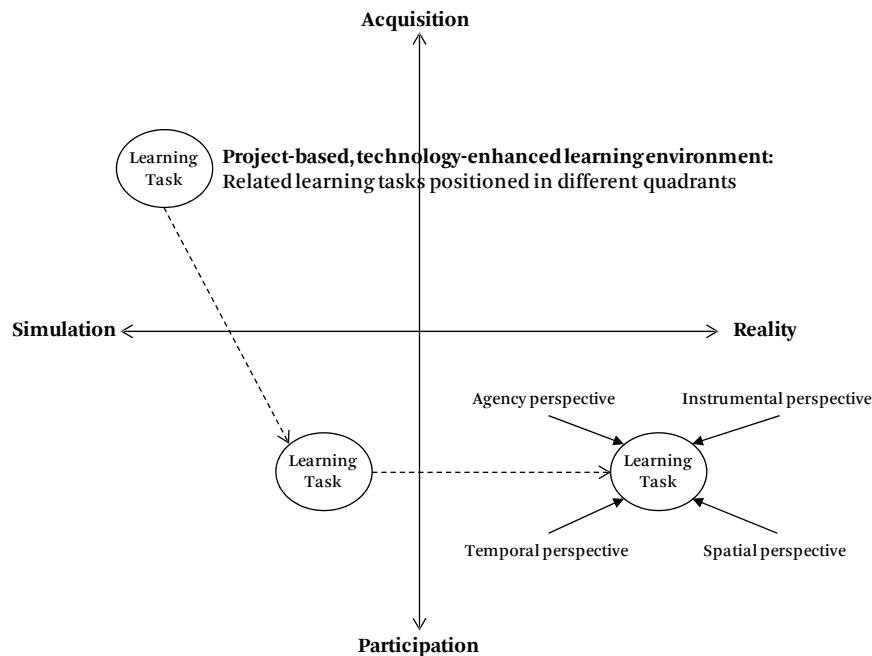 Acquisition
Learning
Task
Project-based, technology-enhanced learning environment:
Related learning tasks positioned in different quadrants
Simulation
Reality
Agency perspective
Instrumental perspective
Learning
Task
Learning
Task
Temporal perspective
Spatial perspective
Participation